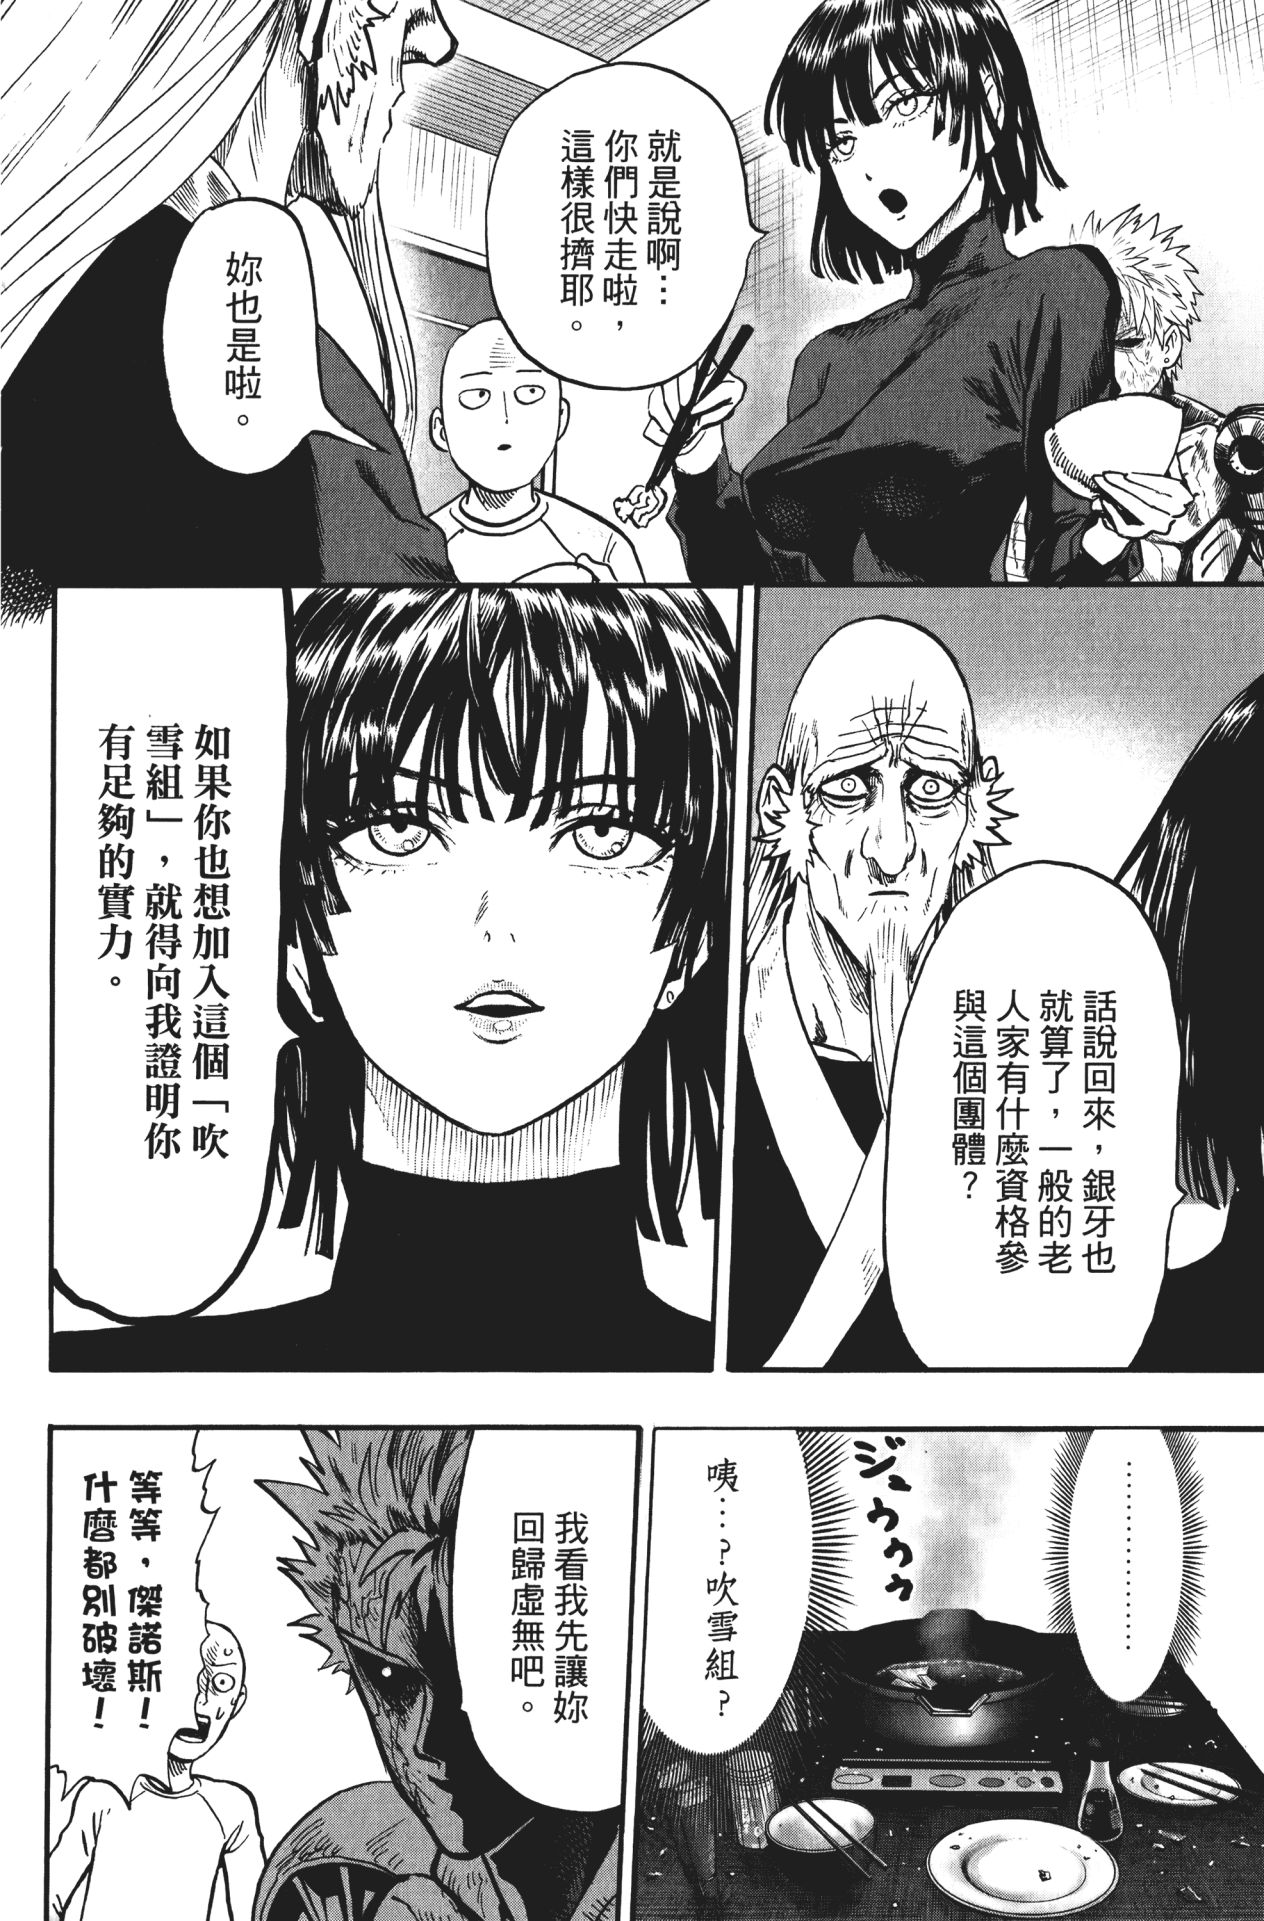 就是說啊…
你們快走啦，
這樣很擠耶。
妳也是啦。
話說回來，銀牙也
就算了，一般的老
人家有什麼資格參
與這個團體？
如果你也想加入這個「吹
雪組」，就得向我證明你
有足夠的實力。
…………
ジュウウウ
咦…？吹雪組？
我看我先讓妳
回歸虛無吧。
等等，傑諾斯！
什麼都別破壞！